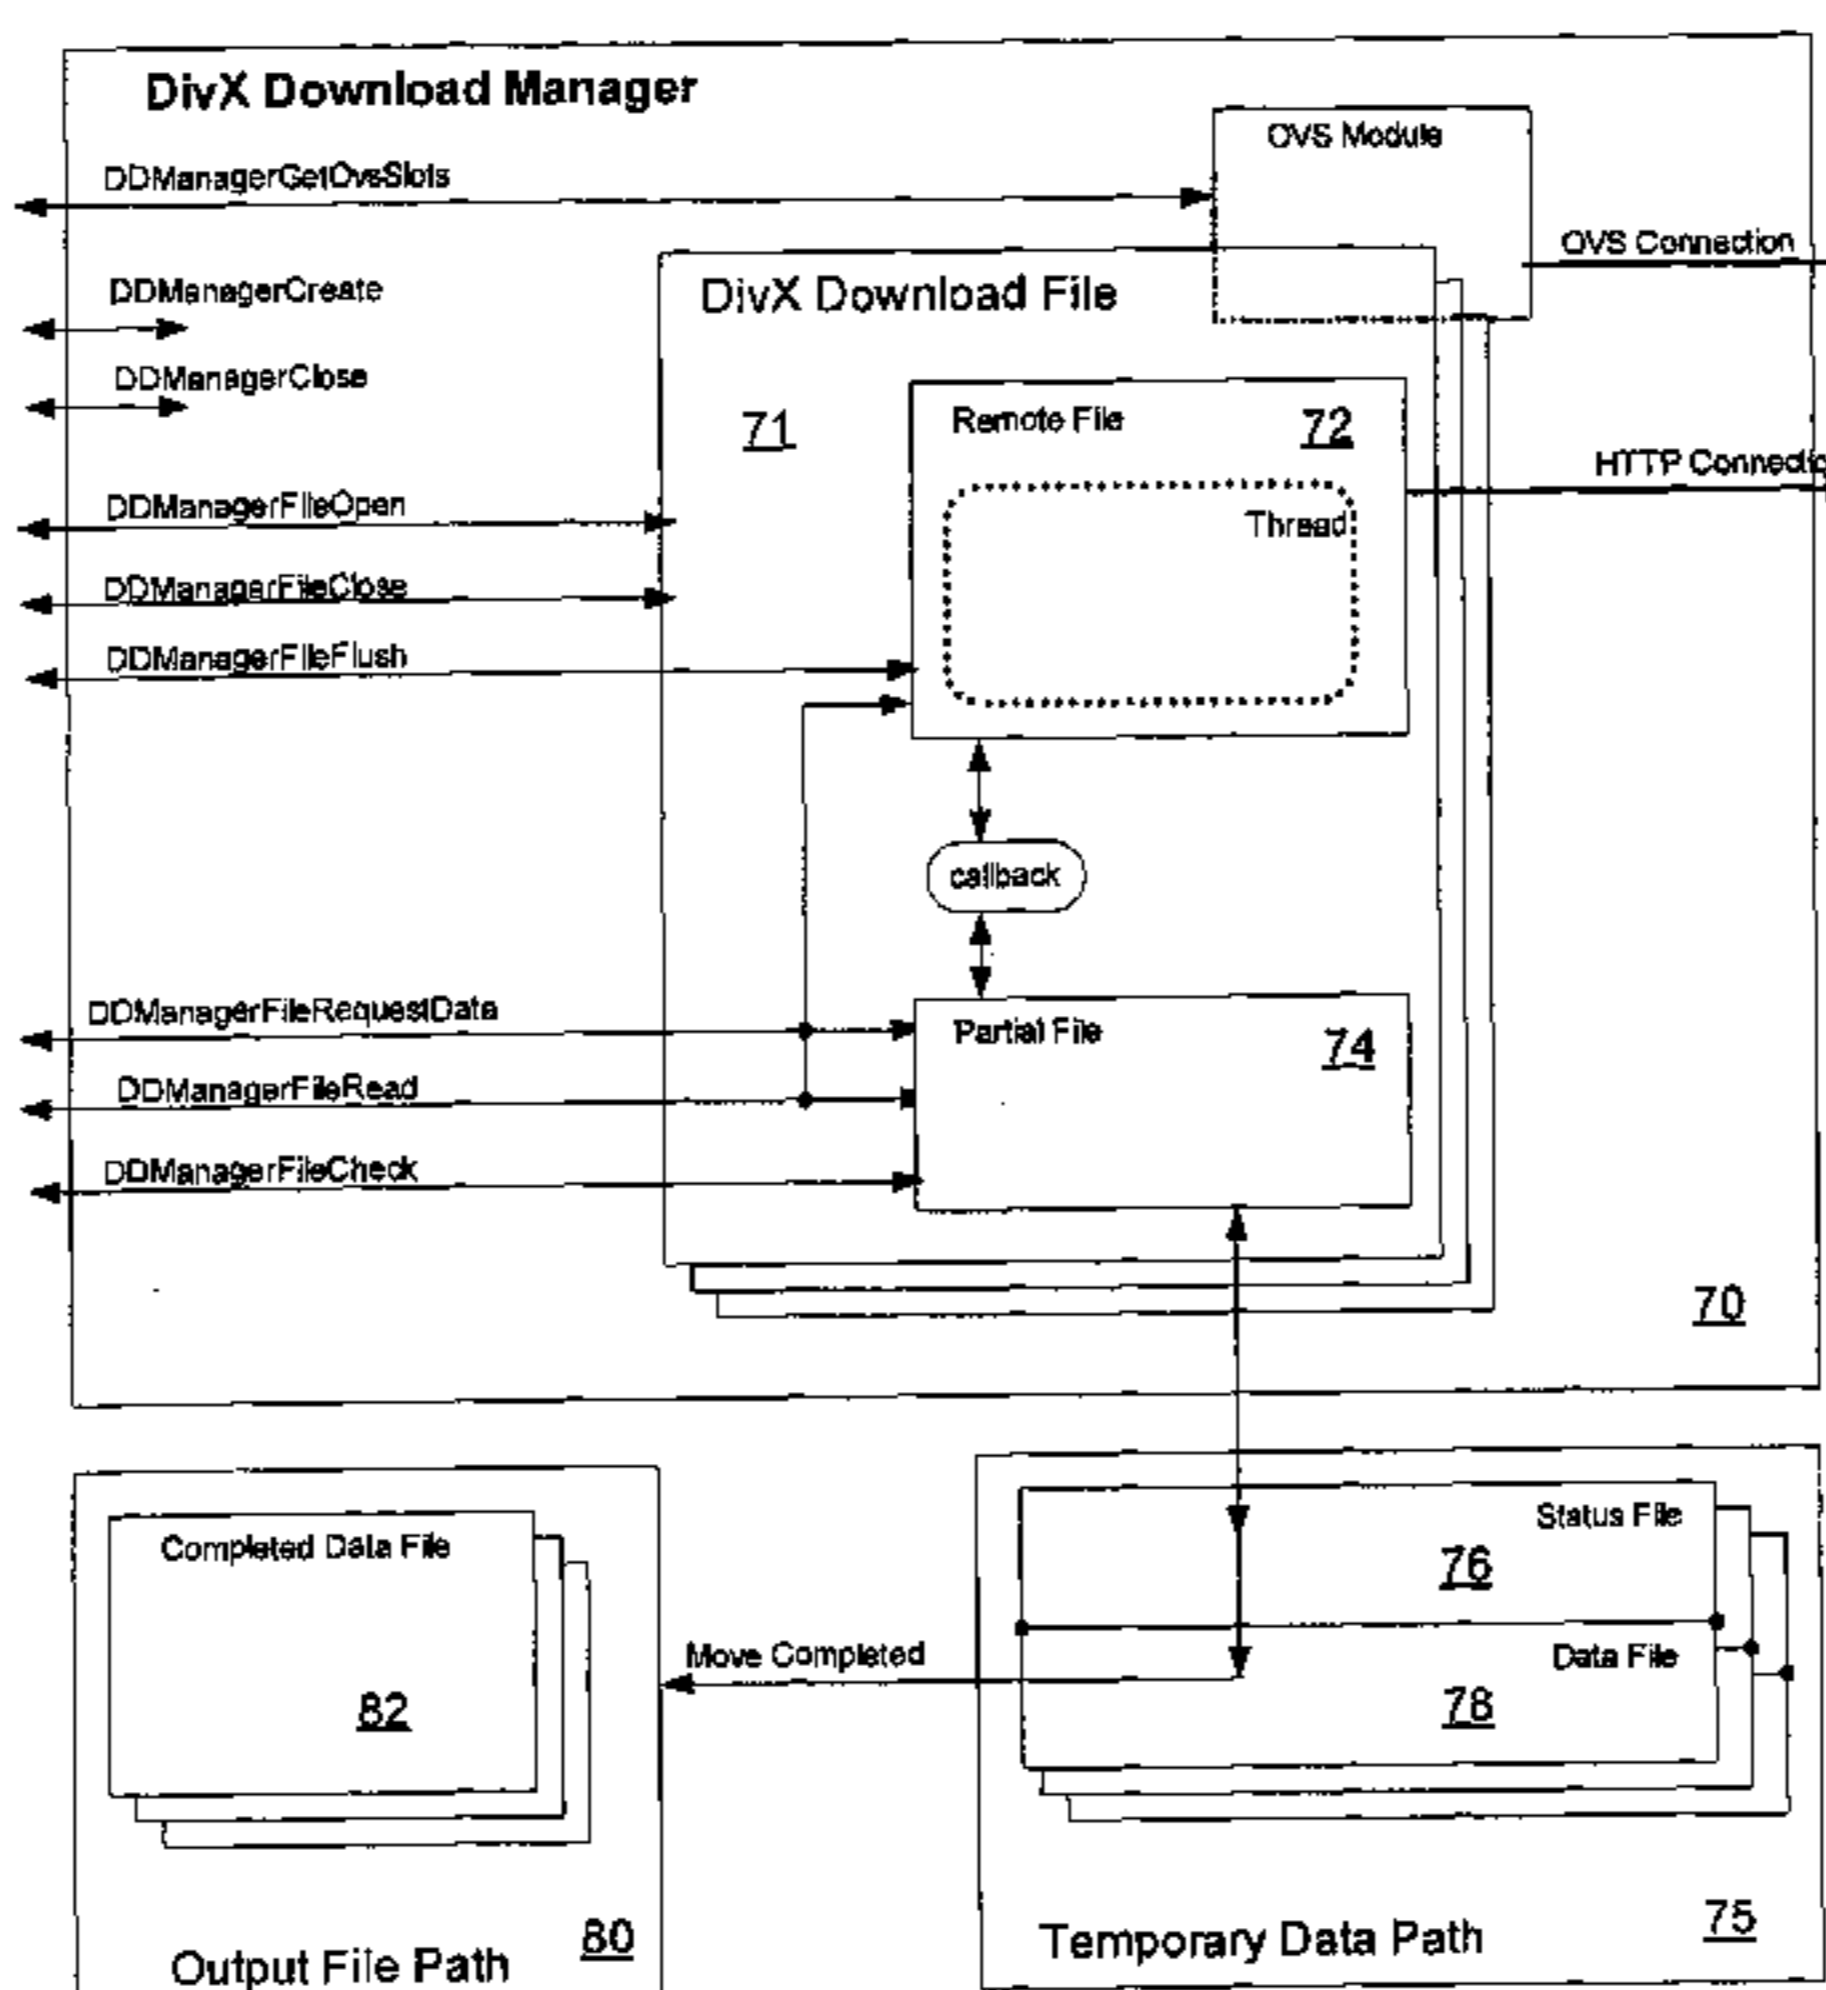 DivX Download Manager
OVS Module
DDManagerGetOvsSlots
OVS Connection
DDManagerCreate
DivX Download File
DDManagerClose
71
Remote File
72
HTTP Connectio
Thread
DDManagerFileOpen
DDManagerFileClose
DDManagerFileFlush
callback
DDManagerFileRequestData
Partial File
74
DDManagerFileRead
DDManagerFileCheck
70
Status File
Completed Data File
76
Move Completed
Data File
82
78
75
80
Temporary Data Path
Output File Path